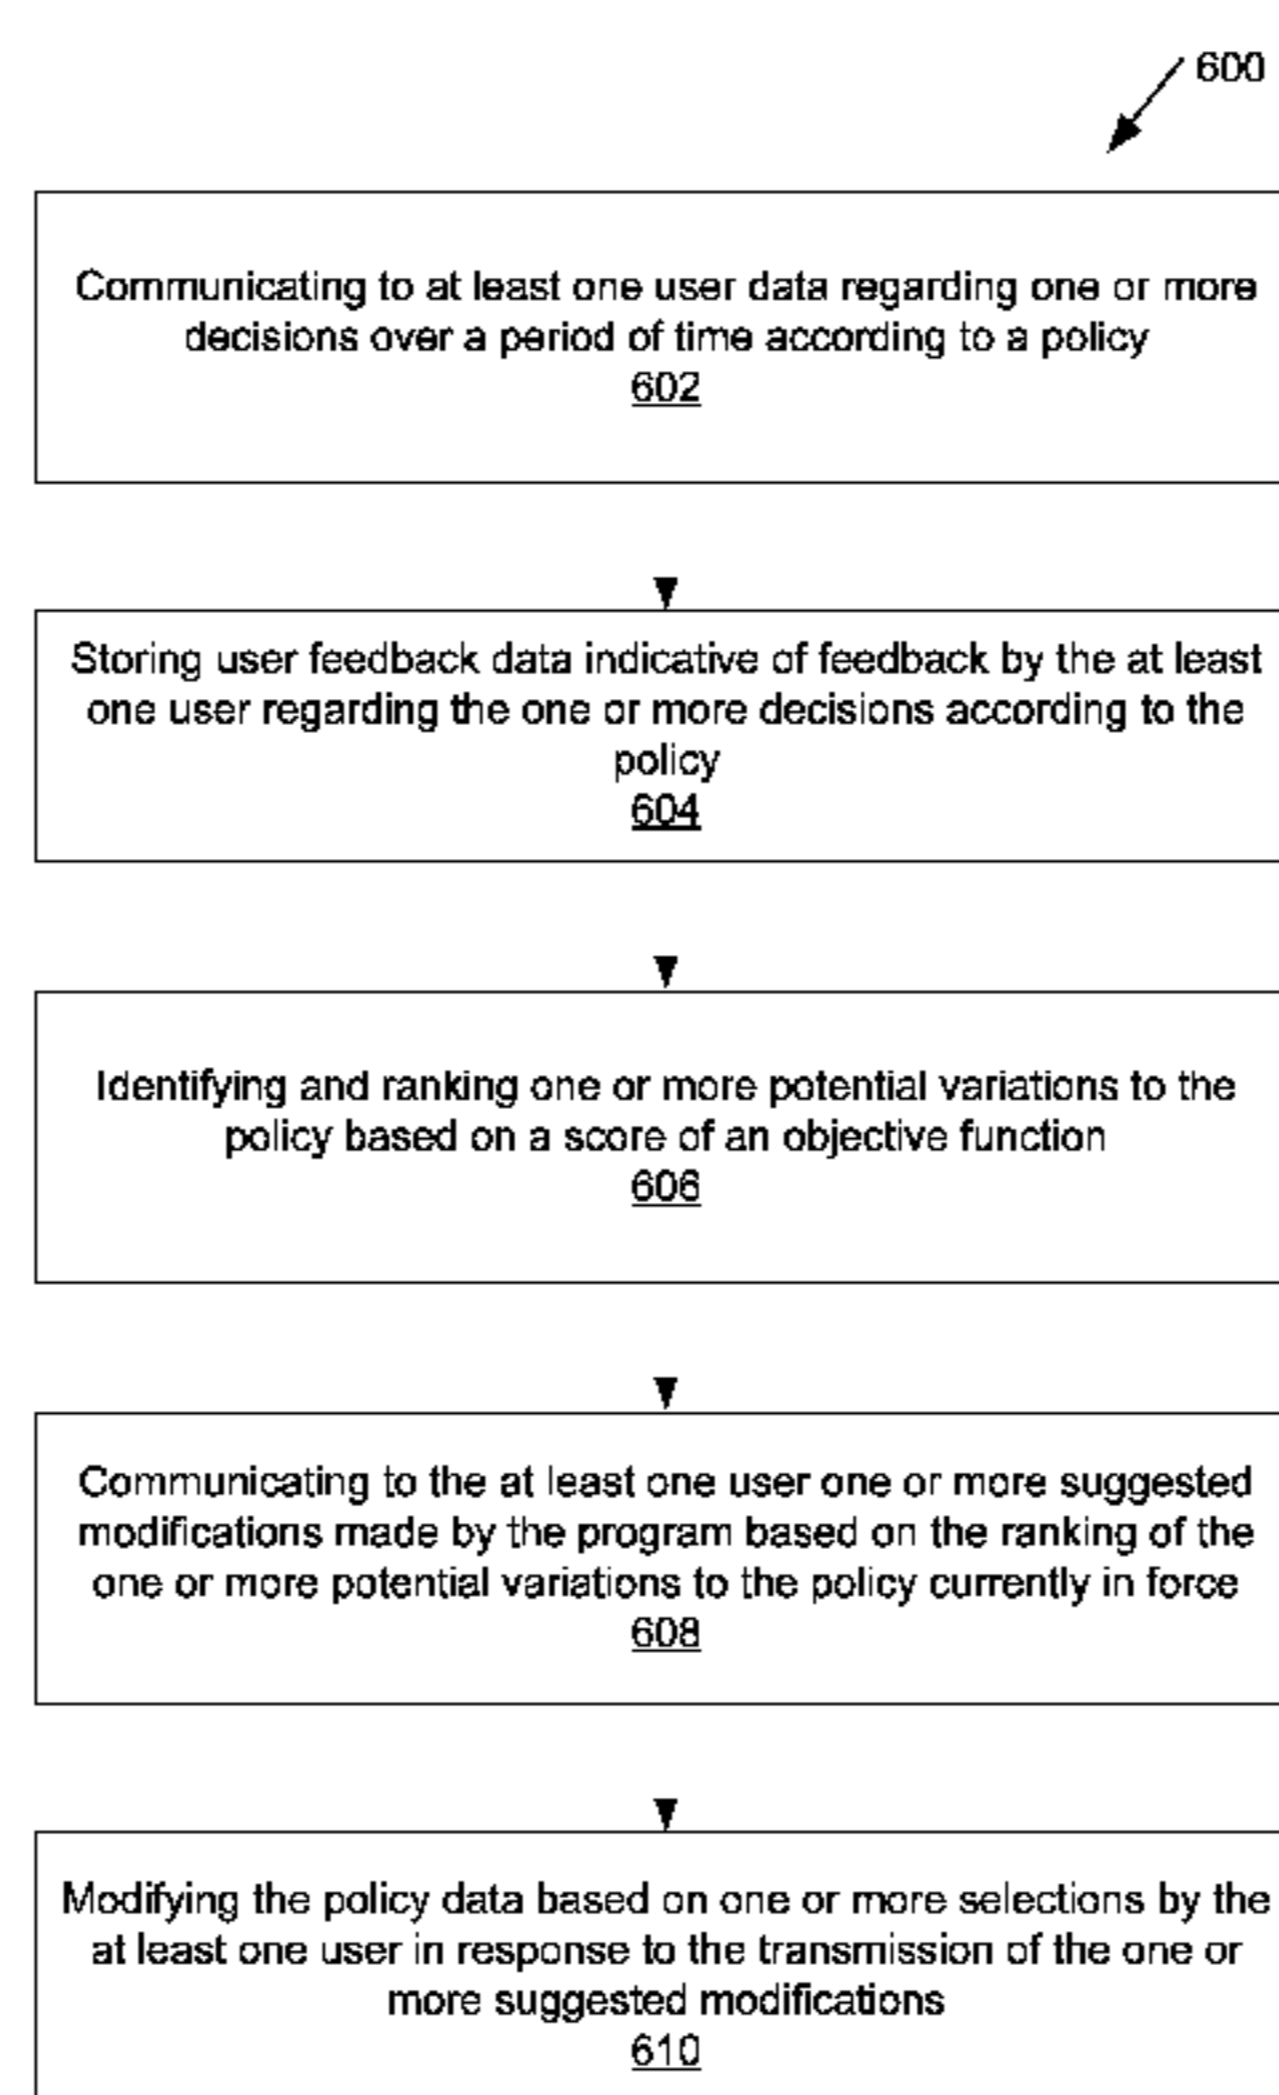 600
Communicating to at least one user data regarding one or more
decisions over a period of time according to a policy
602
Storing user feedback data indicative of feedback by the at least
one user regarding the one or more decisions according to the
policy
604
Identifying and ranking one or more potential variations to the
policy based on a score of an objective function
606
Communicating to the at least one user one or more suggested
modifications made by the program based on the ranking of the
one or more potential variations to the policy currently in force
608
Modifying the policy data based on one or more selections by the
at least one user in response to the transmission of the one or
more suggested modifications
610